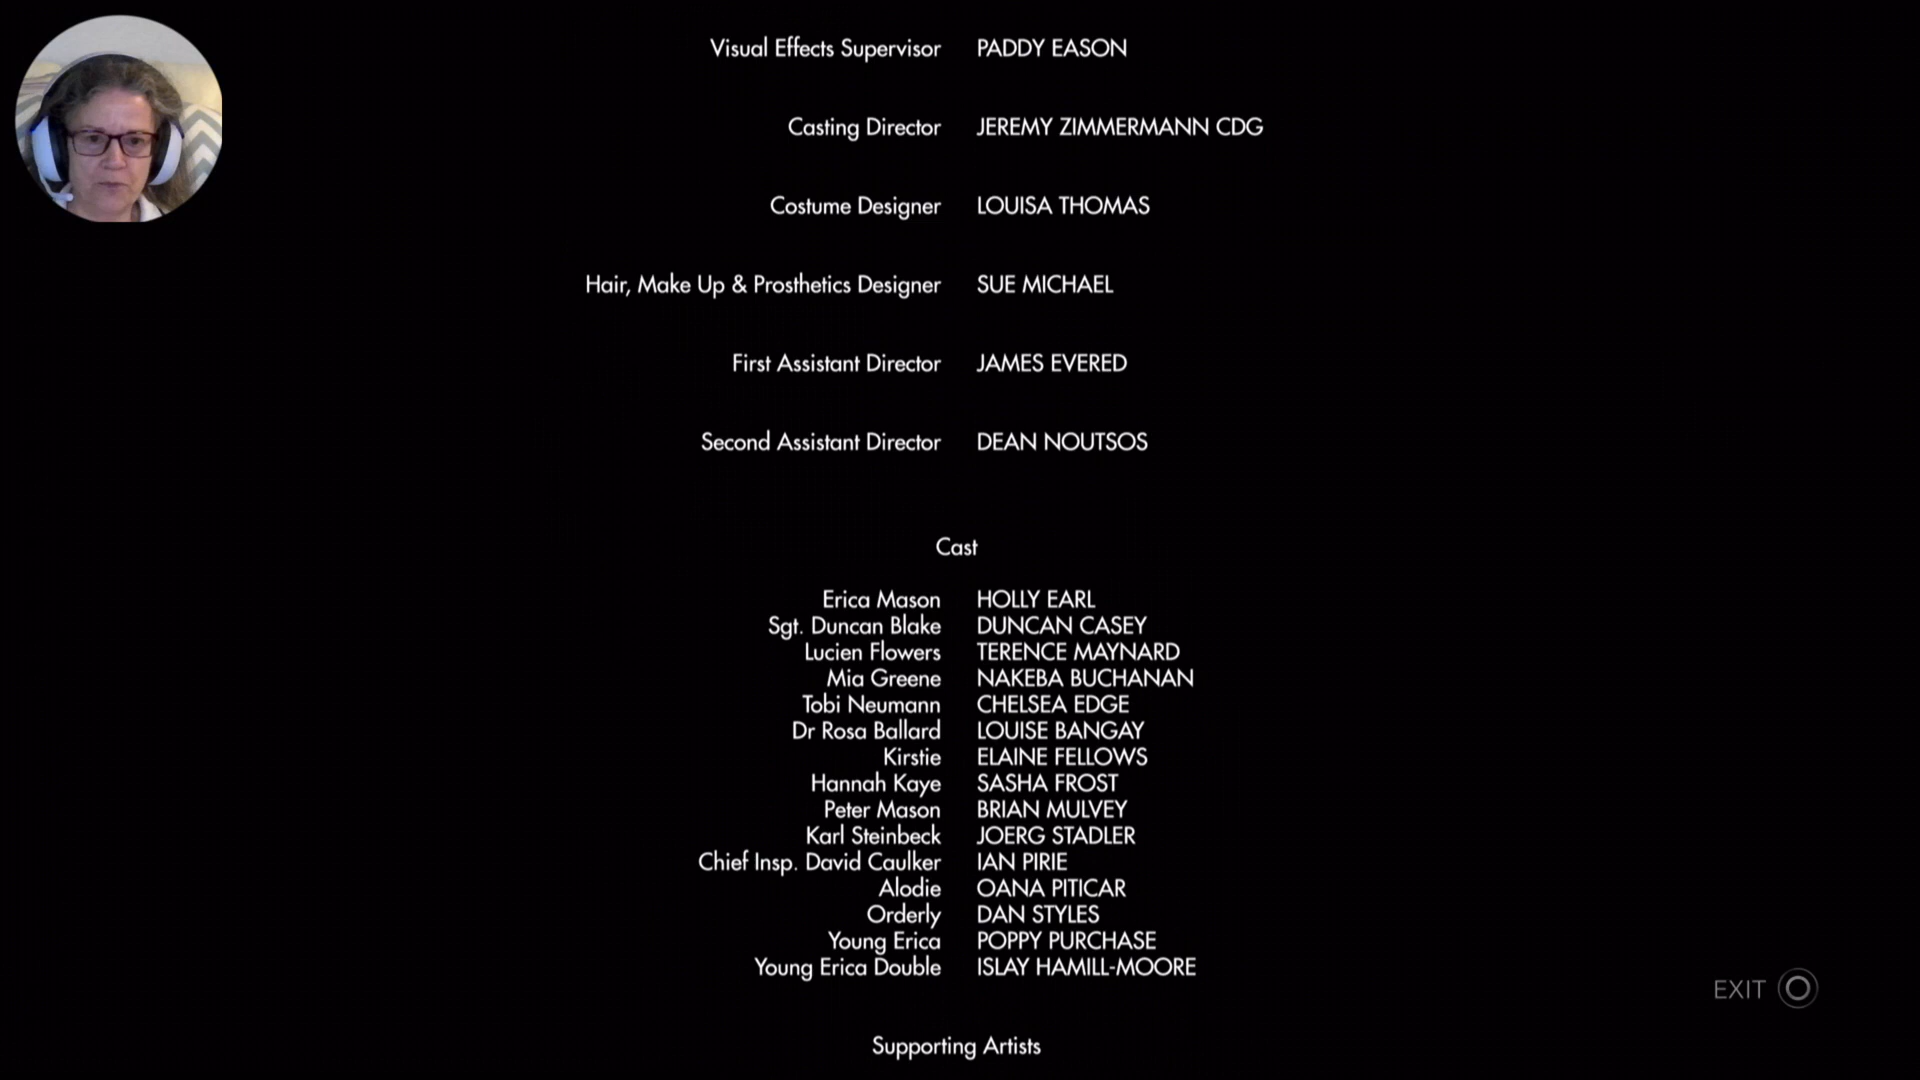 Visual Effects Supervisor PADDY EASON
Casting Director JEREMY ZIMMERMANN CDG
Costume Designer LOUISA THOMAS
Hair, Make Up & Prosthetics Designer SUE MICHAEL
First Assistant Director JAMES EVERED
Second Assistant Director DEAN NOUTSOS
Cast
Erica Mason HOLLY EARL
Sgt. Duncan Blake DUNCAN CASEY
Lucien Flowers TERENCE MAYNARD
Mia Greene NAKEBA BUCHANAN
Tobi Neumann CHELSEA EDGE
Dr Rosa Ballard LOUISE BANGAY
Kirstie ELAINE FELLOWS
Hannah Kaye SASHA FROST
Peter Mason BRIAN MULVEY
Karl Steinbeck JOERG STADLER
Chief Insp. David Caulker IAN PIRIE
Alodie OANA PITICAR
Orderly DAN STYLES
Young Erica POPPY PURCHASE
Young Erica Double ISLAY HAMILL-MOORE
EXIT
Supporting Artists